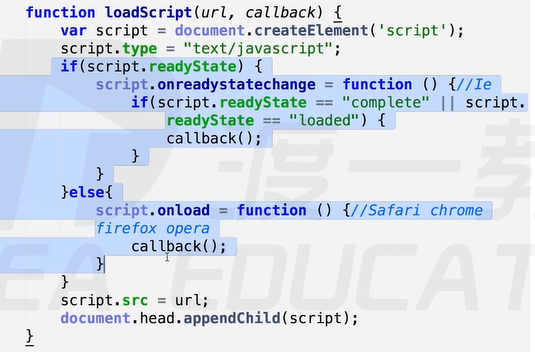 function loadScript(url, callback) {
    var script = document.createElement('script');
    script.type = "text/javascript";
    if(script.readyState) {
        script.onreadystatechange = function () {//Ie
            if(script.readyState == "complete" || script.
                readyState == "loaded") {
                callback();
            }
        }
    }else{
        script.onload = function () {//Safari chrome
        firefox opera
            callback();
        }
    }
    script.src = url;
    document.head.appendChild(script);
}
度一教
EA EDUCAT